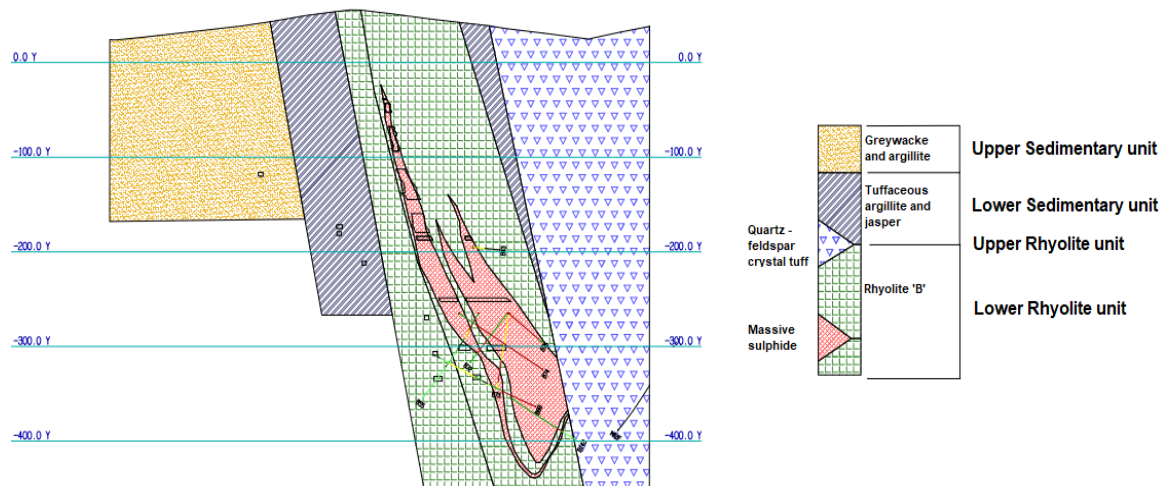 0.0 Y
0.0 Y
-100.0 Y
-100.0 Y
-200.0 Y
-200.0 Y
-300.0 Y
-300.0 Y
-400.0 Y
-400.0 Y
Greywacke
and argillite
Upper Sedimentary unit
Tuffaceous
argillite and
jasper
Lower Sedimentary unit
Quartz -
feldspar
crystal tuff
Upper Rhyolite unit
Rhyolite 'B'
Lower Rhyolite unit
Massive
sulphide